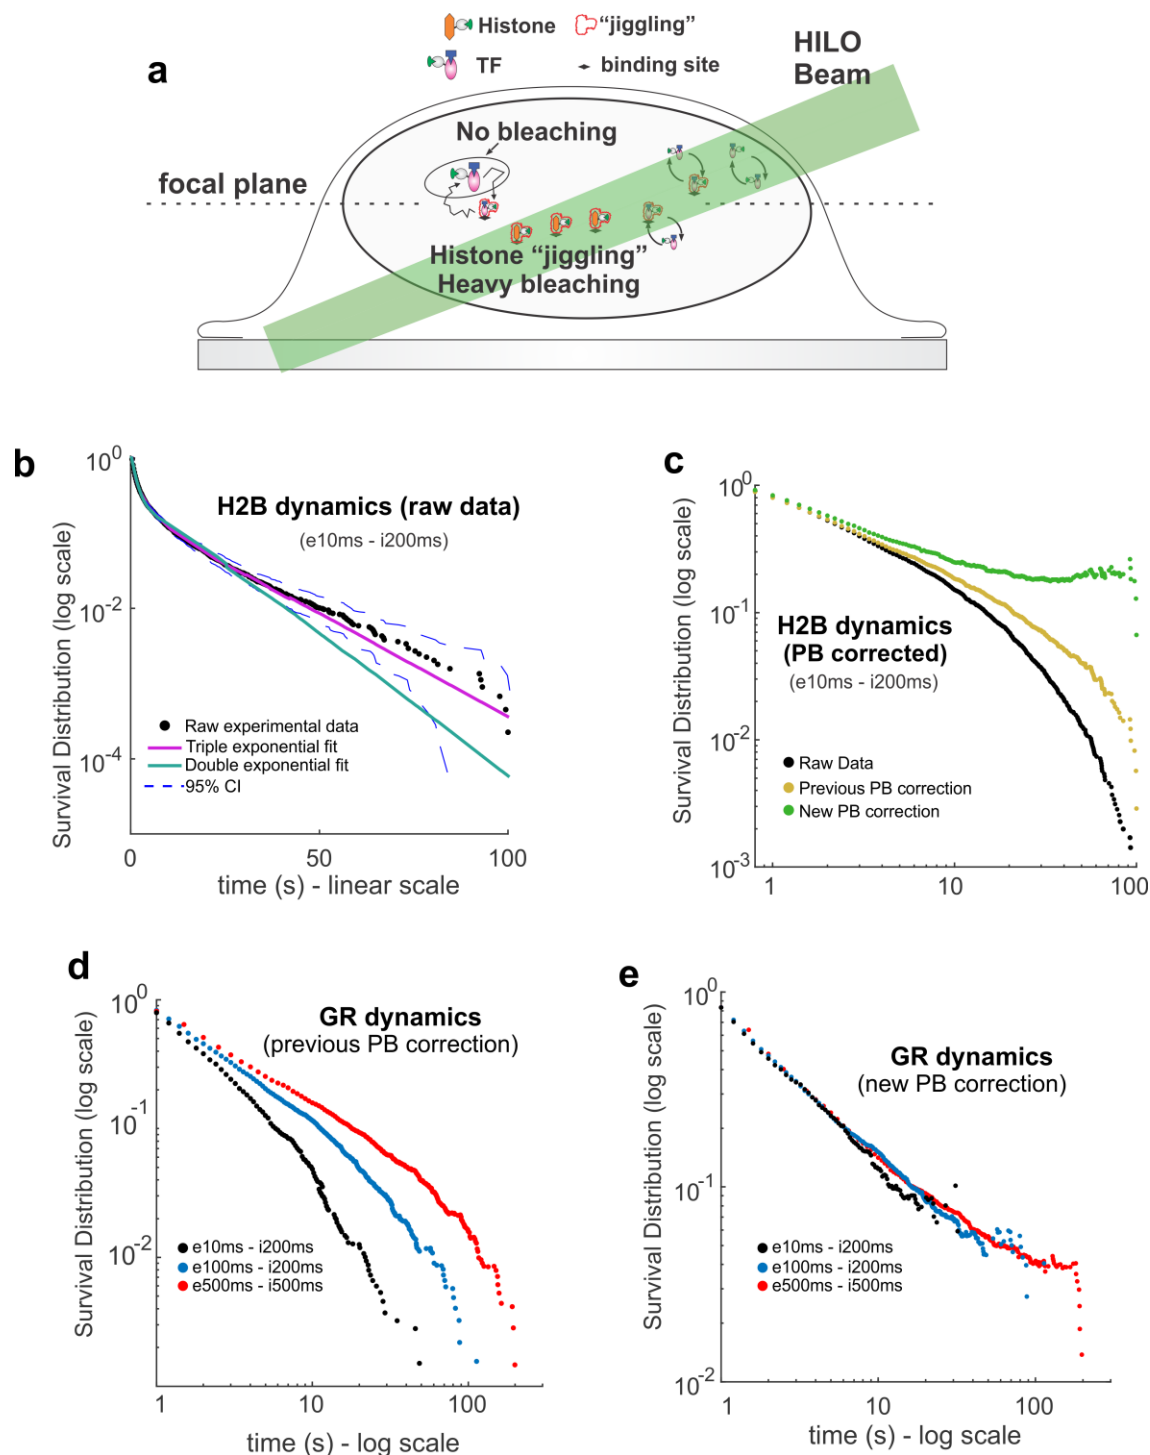 a
Histone
"jiggling"
TF
binding site
HILO
Beam
No bleaching
focal plane
Histone "jiggling"
Heavy bleaching
b
Survival Distribution (log scale)
10^0
10^-2
10^-4
H2B dynamics (raw data)
(e10ms - i200ms)
Raw experimental data
Triple exponential fit
Double exponential fit
95% CI
0
50
100
time (s) - linear scale
c
Survival Distribution (log scale)
10^0
10^-1
10^-2
10^-3
H2B dynamics
(PB corrected)
(e10ms - i200ms)
Raw Data
Previous PB correction
New PB correction
1
10
100
d
Survival Distribution (log scale)
10^0
10^-1
10^-2
GR dynamics
(previous PB correction)
e10ms - i200ms
e100ms - i200ms
e500ms - i500ms
1
10
100
time (s) - log scale
e
Survival Distribution (log scale)
10^0
10^-1
10^-2
GR dynamics
(new PB correction)
e10ms - i200ms
e100ms - i200ms
e500ms - i500ms
1
10
100
time (s) - log scale